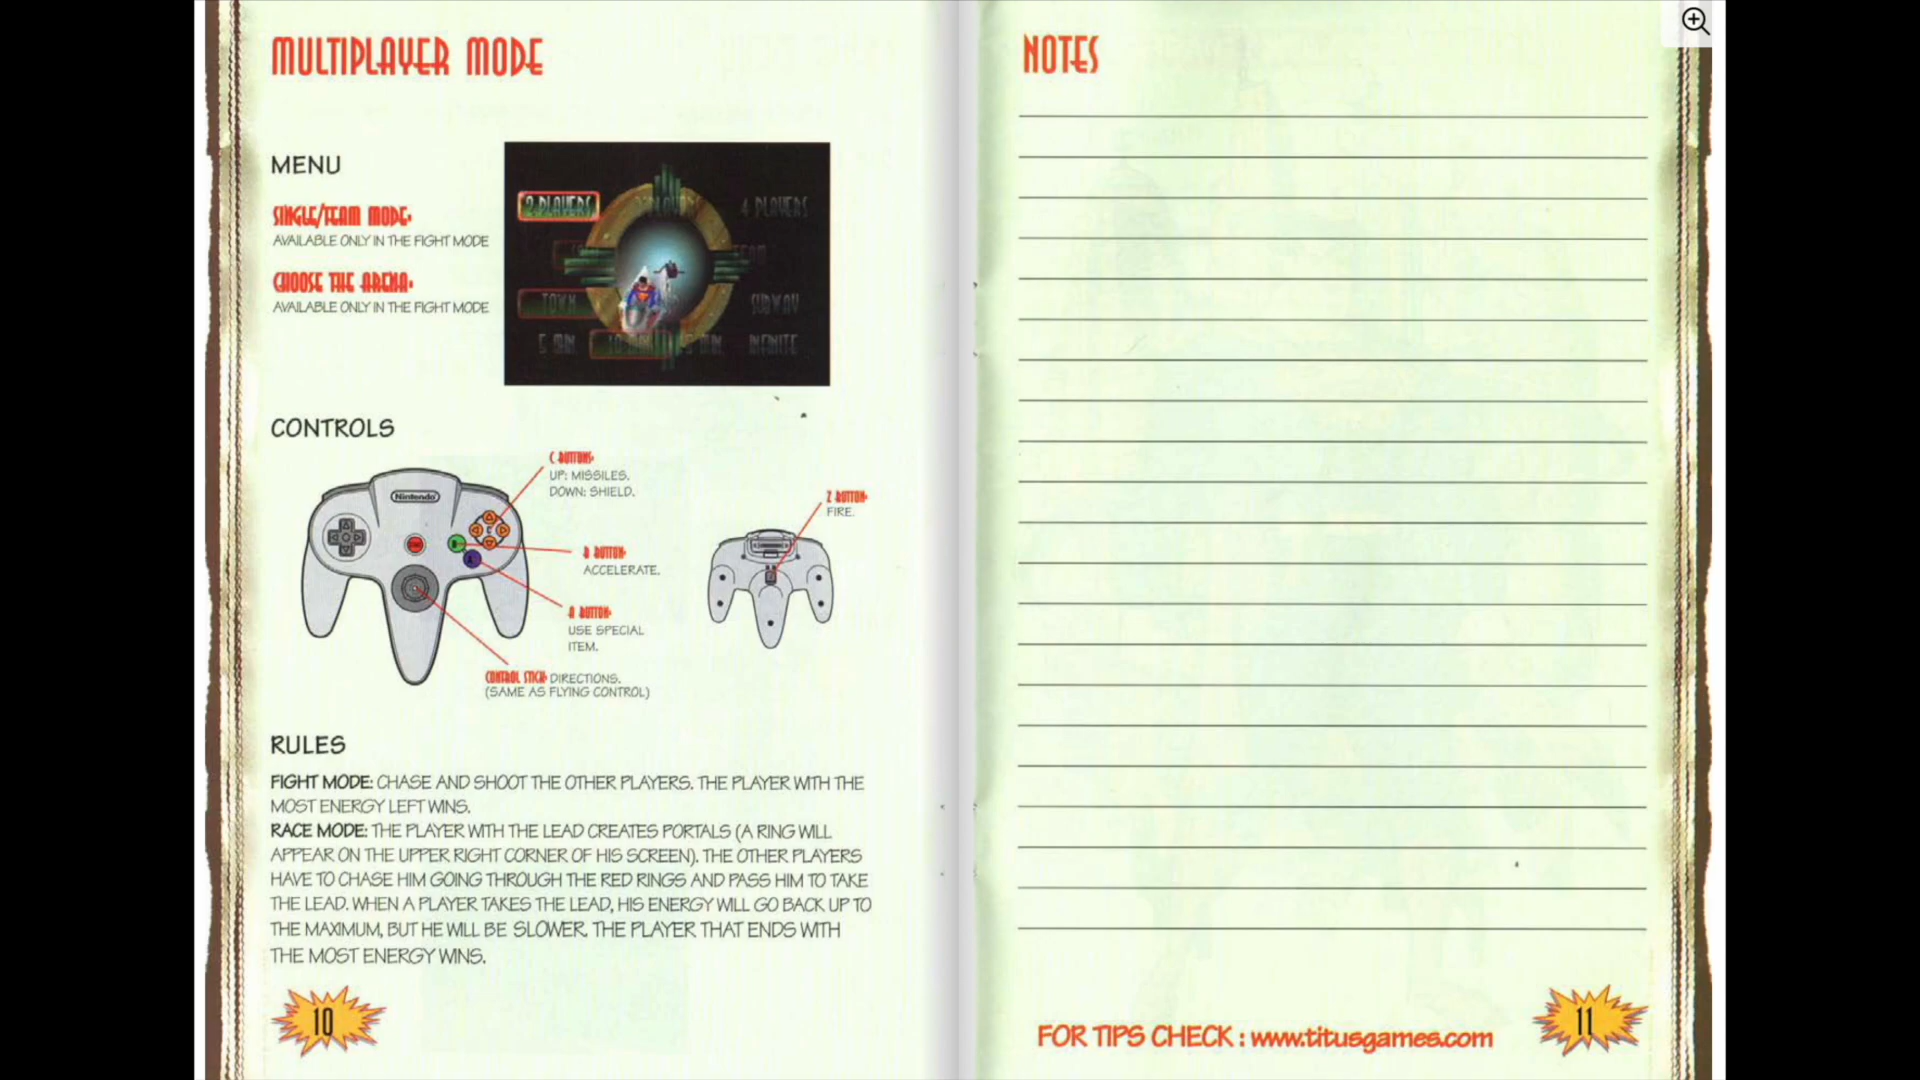 MULTIPLAYER MODE
MENU
SINGLE/TEAM MODE:
AVAILABLE ONLY IN THE FIGHT MODE
CHOOSE THE ARENA:
AVAILABLE ONLY IN THE FIGHT MODE
2 PLAYERS
PLAYERS
4 PLAYERS
TOWN
SUBWAY
5 MIN.
10 MIN.
MIN.
INFINITE
CONTROLS
C BUTTONS:
UP: MISSILES.
DOWN: SHIELD.
Nintendo
Z BUTTON:
FIRE.
B BUTTON:
ACCELERATE.
A BUTTON:
USE SPECIAL
ITEM.
CONTROL STICK: DIRECTIONS.
(SAME AS FLYING CONTROL)
RULES
FIGHT MODE: CHASE AND SHOOT THE OTHER PLAYERS. THE PLAYER WITH THE
MOST ENERGY LEFT WINS.
RACE MODE: THE PLAYER WITH THE LEAD CREATES PORTALS (A RING WILL
APPEAR ON THE UPPER RIGHT CORNER OF HIS SCREEN). THE OTHER PLAYERS
HAVE TO CHASE HIM GOING THROUGH THE RED RINGS AND PASS HIM TO TAKE
THE LEAD. WHEN A PLAYER TAKES THE LEAD, HIS ENERGY WILL GO BACK UP TO
THE MAXIMUM, BUT HE WILL BE SLOWER. THE PLAYER THAT ENDS WITH
THE MOST ENERGY WINS.
10
NOTES
FOR TIPS CHECK : www.titusgames.com
11